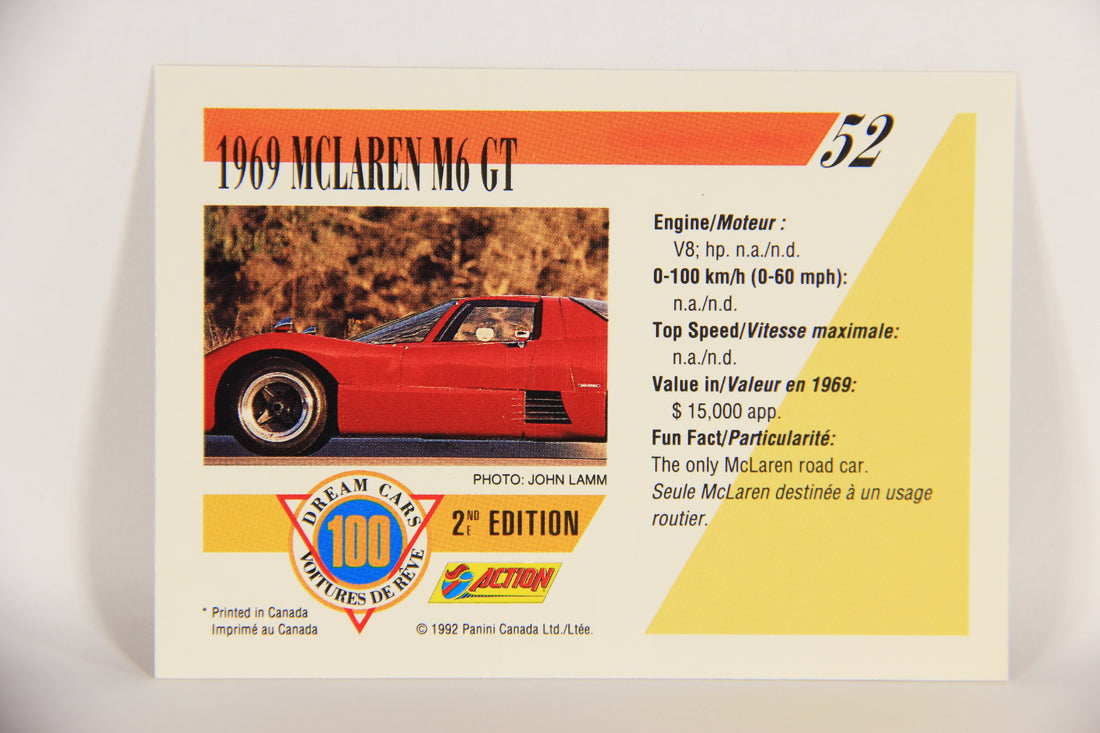 1969 MCLAREN M6 GT
52
Engine/Moteur :
V8; hp. n.a./n.d.
0-100 km/h (0-60 mph):
n.a./n.d.
Top Speed/Vitesse maximale:
n.a./n.d.
Value in/Valeur en 1969:
$ 15,000 app.
Fun Fact/Particularité:
The only McLaren road car.
Seule McLaren destinée à un usage
routier.
PHOTO: JOHN LAMM
DREAM CARS
100
VOITURES DE RÊVE
2ND E EDITION
ACTION
* Printed in Canada
Imprimé au Canada
© 1992 Panini Canada Ltd./Ltée.